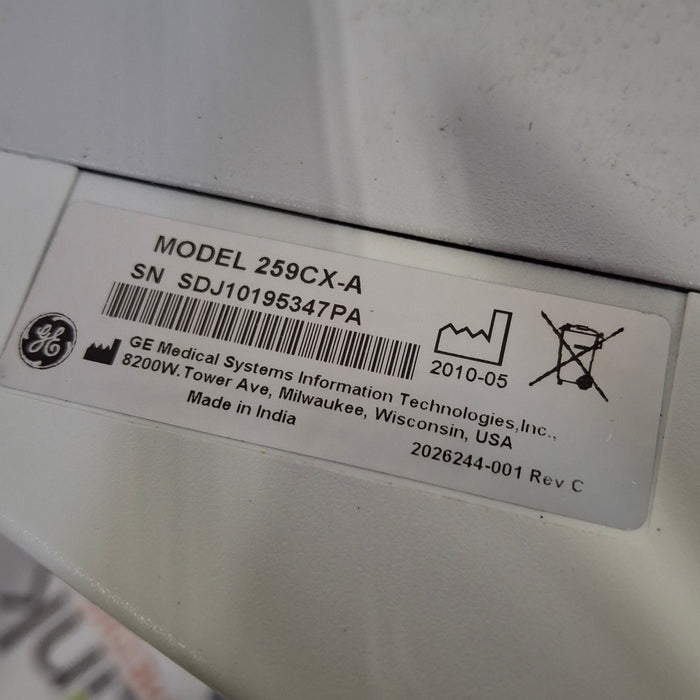 MODEL 259CX-A
SN SDJ10195347PA
GE
GE Medical Systems Information Technologies,Inc.,
8200W.Tower Ave, Milwaukee, Wisconsin, USA
Made in India
2010-05
2026244-001 Rev C